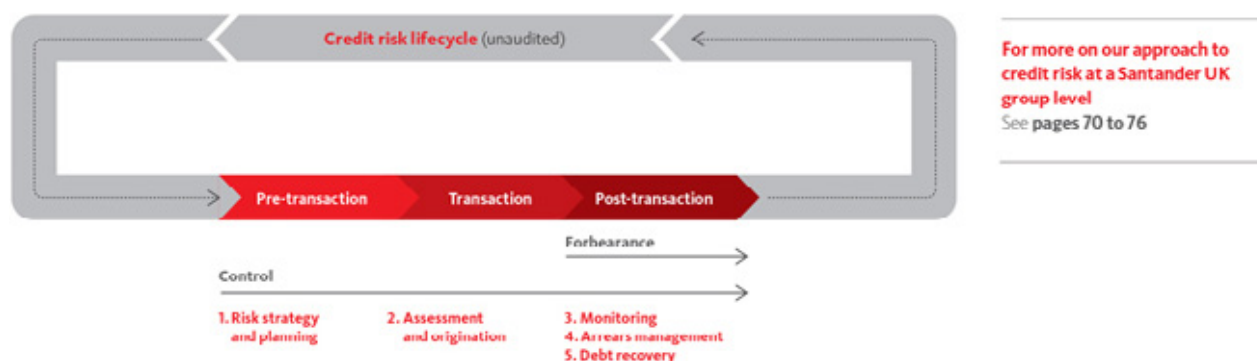 Credit risk lifecycle (unaudited)
For more on our approach to
credit risk at a Santander UK
group level
See pages 70 to 76
Pre-transaction
Transaction
Post-transaction
Forbearance
Control
1. Risk strategy
and planning
2. Assessment
and origination
3. Monitoring
4. Arrears management
5. Debt recovery